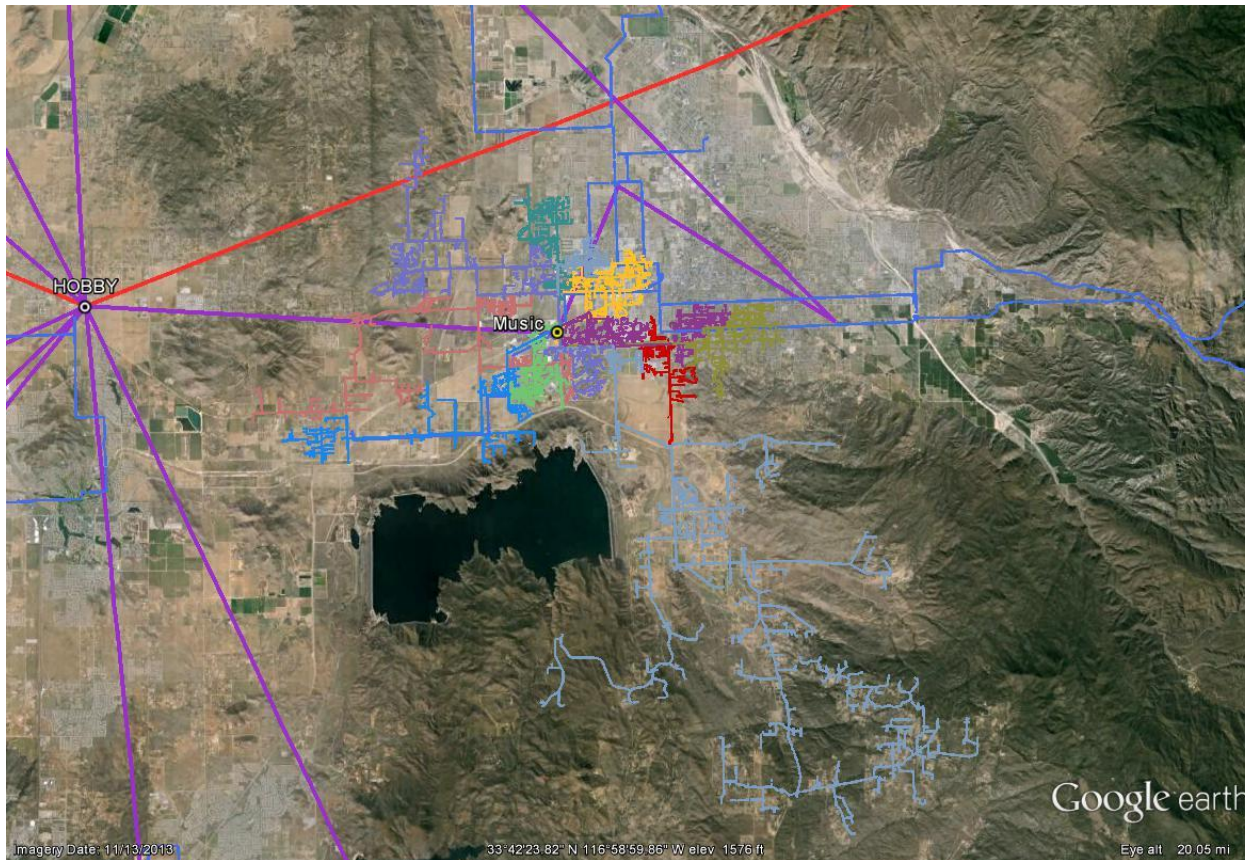 HOBBY
Music
Google earth
Imagery Date: 11/13/2013
33°42'23.82" N 116°58'59.86" W elev 1576 ft
Eye alt 20.05 mi